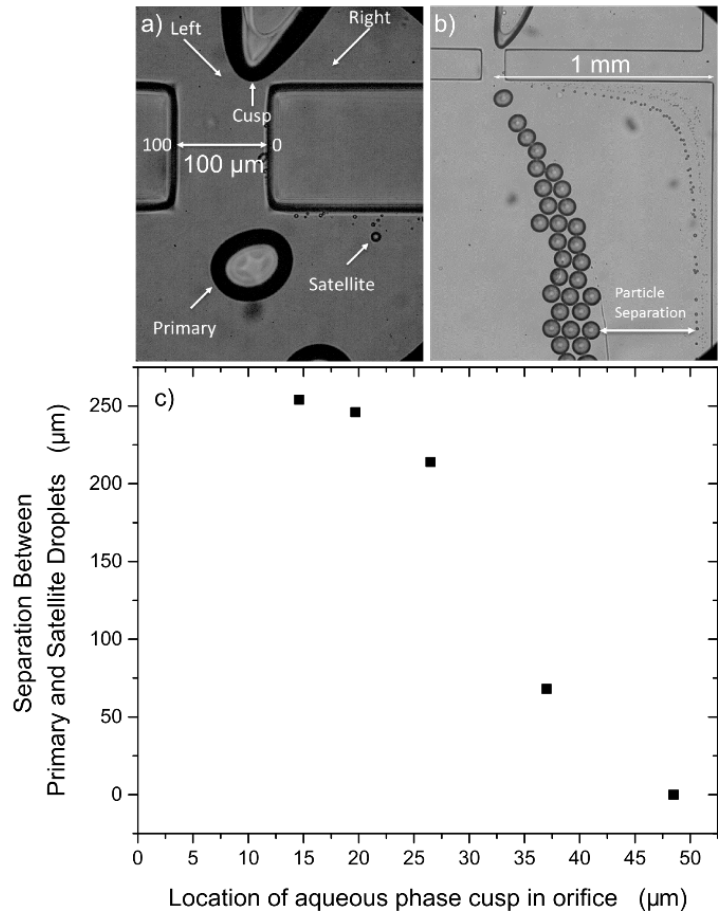 a)
Left
Right
Cusp
100
0
100 µm
Satellite
Primary
b)
1 mm
Particle
Separation
c)
250
200
150
100
50
0
0 5 10 15 20 25 30 35 40 45 50
Separation Between
Primary and Satellite Droplets (µm)
Location of aqueous phase cusp in orifice (µm)